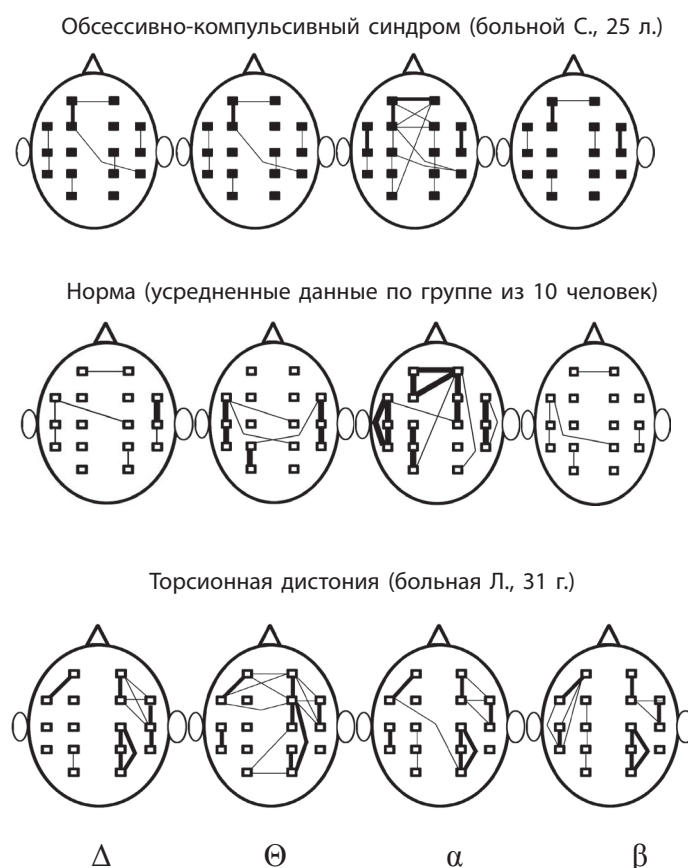 Обсессивно-компульсивный синдром (больной С., 25 л.)
Норма (усредненные данные по группе из 10 человек)
Торсионная дистония (больная Л., 31 г.)
Δ Θ α β